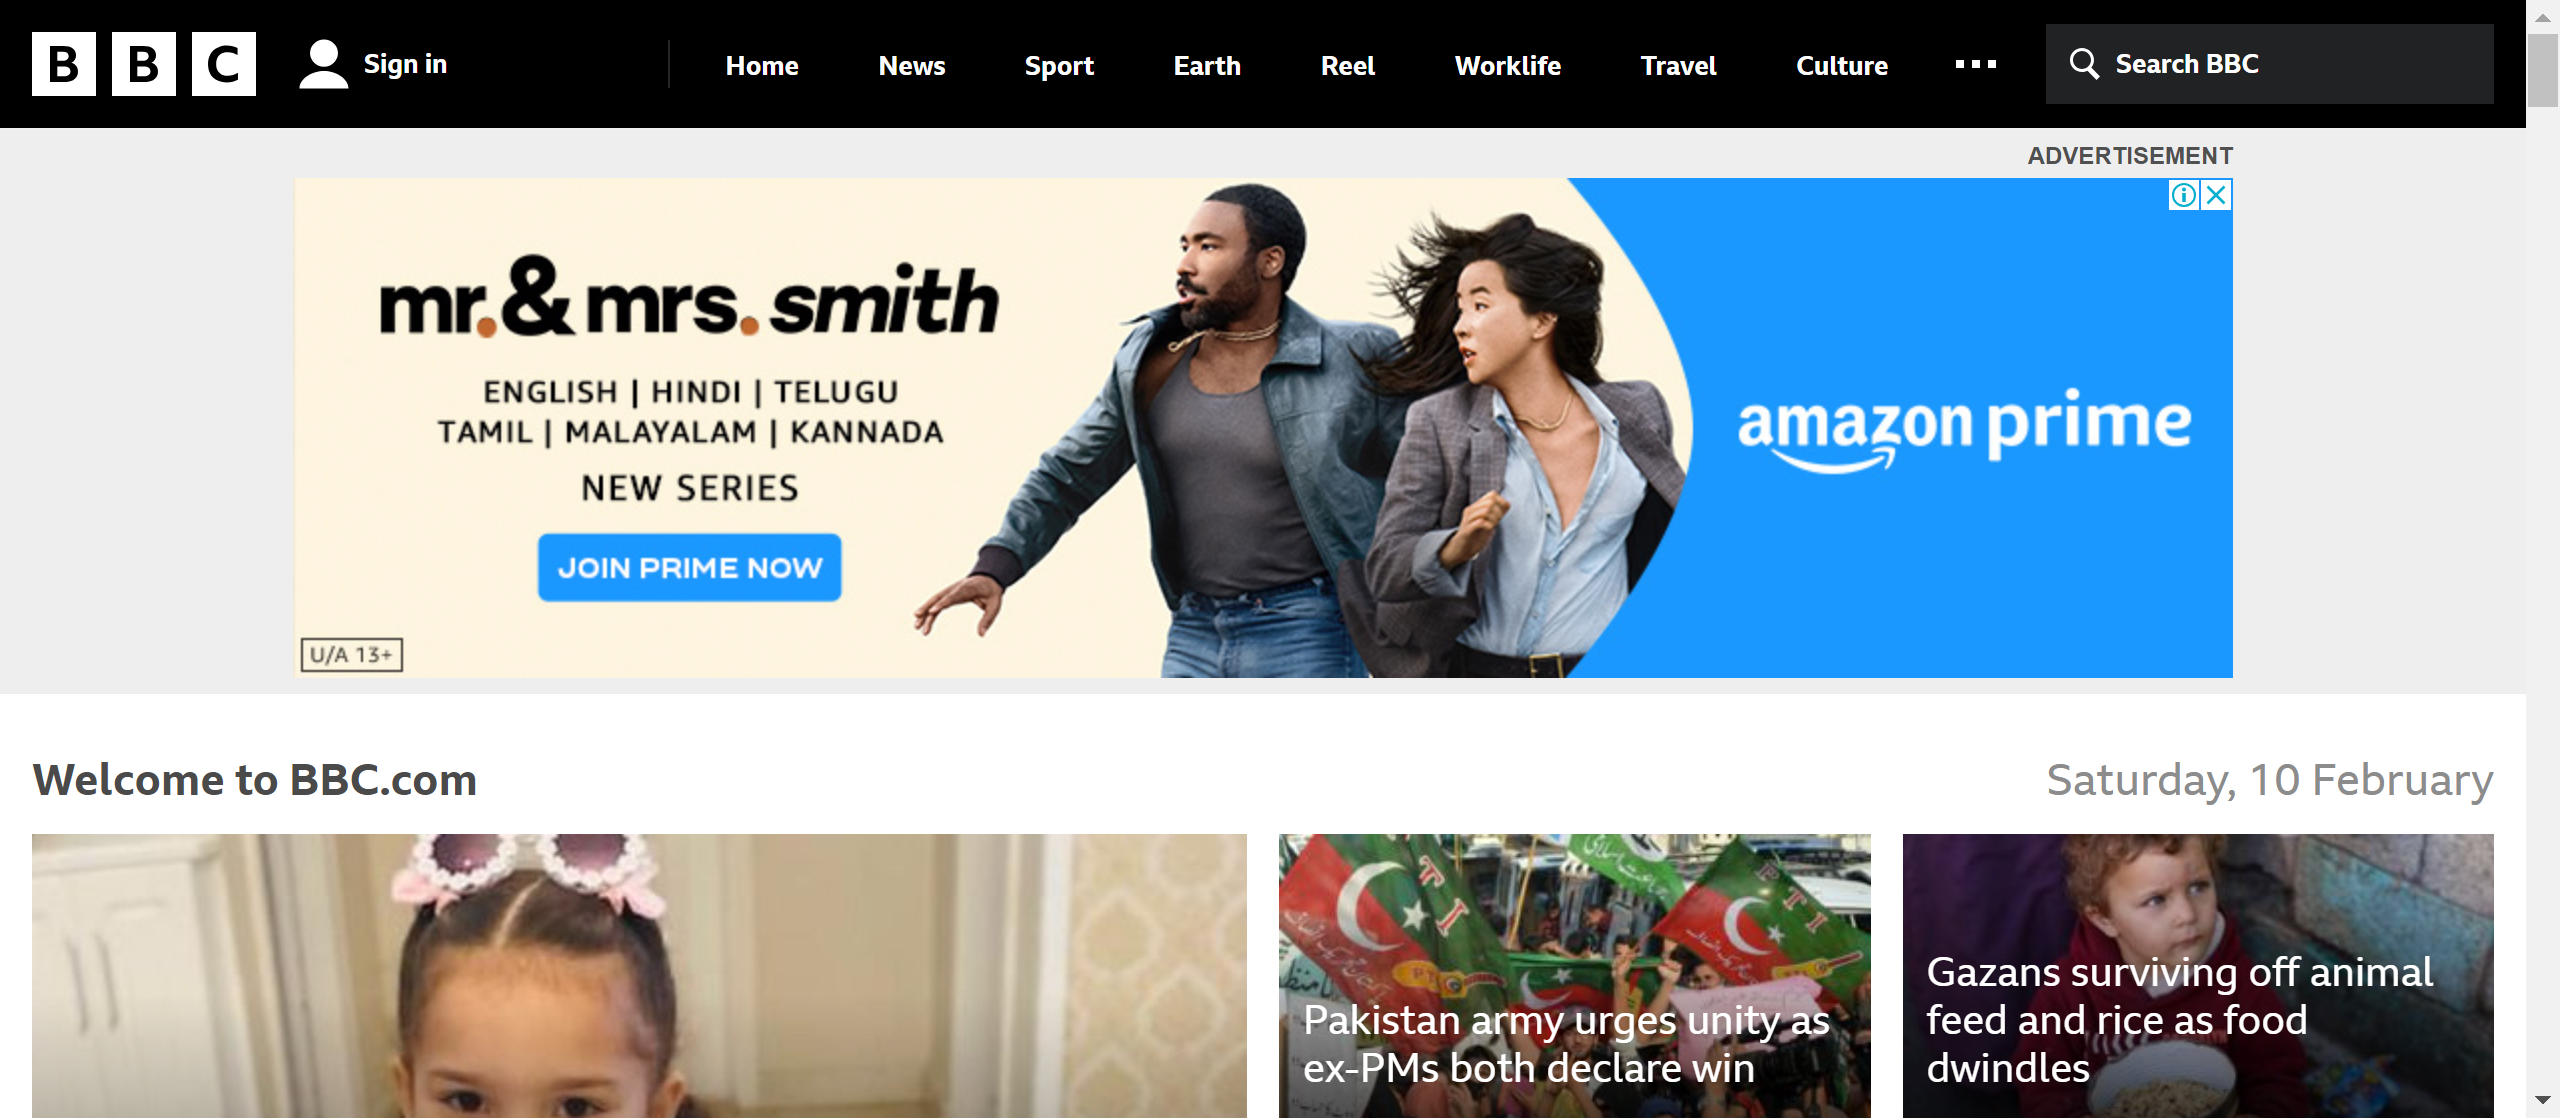 BBC
Sign in
Home
News
Sport
Earth
Reel
Worklife
Travel
Culture
Search BBC
ADVERTISEMENT
mr. & mrs. smith
ENGLISH | HINDI | TELUGU
TAMIL | MALAYALAM | KANNADA
NEW SERIES
JOIN PRIME NOW
U/A 13+
amazon prime
Welcome to BBC.com
Saturday, 10 February
PTI
PTI
Pakistan army urges unity as
ex-PMs both declare win
Gazans surviving off animal
feed and rice as food
dwindles